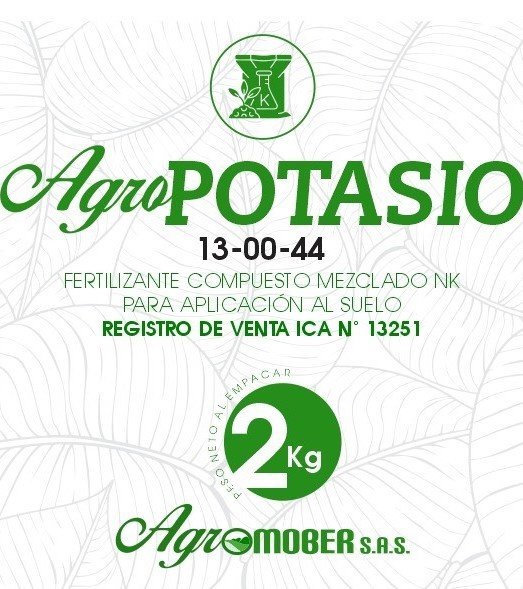 K
AgroPOTASIO
13-00-44
FERTILIZANTE COMPUESTO MEZCLADO NK
PARA APLICACIÓN AL SUELO
REGISTRO DE VENTA ICA N° 13251
PESO NETO AL EMPACAR
2Kg
AgroMOBER S.A.S.